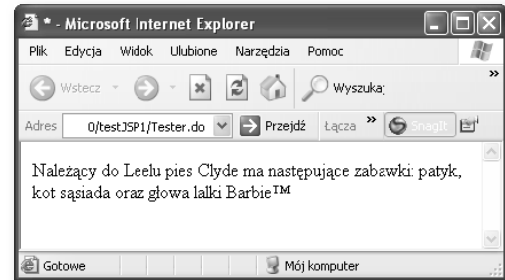 * - Microsoft Internet Explorer
Plik Edycja Widok Ulubione Narzędzia Pomoc
Wstecz Wyszukaj »
Adres 0/testJSP1/Tester.do Przejdź Łącza » SnagIt
Należący do Leelu pies Clyde ma następujące zabawki: patyk,
kot sąsiada oraz głowa lalki Barbie™
Gotowe Mój komputer